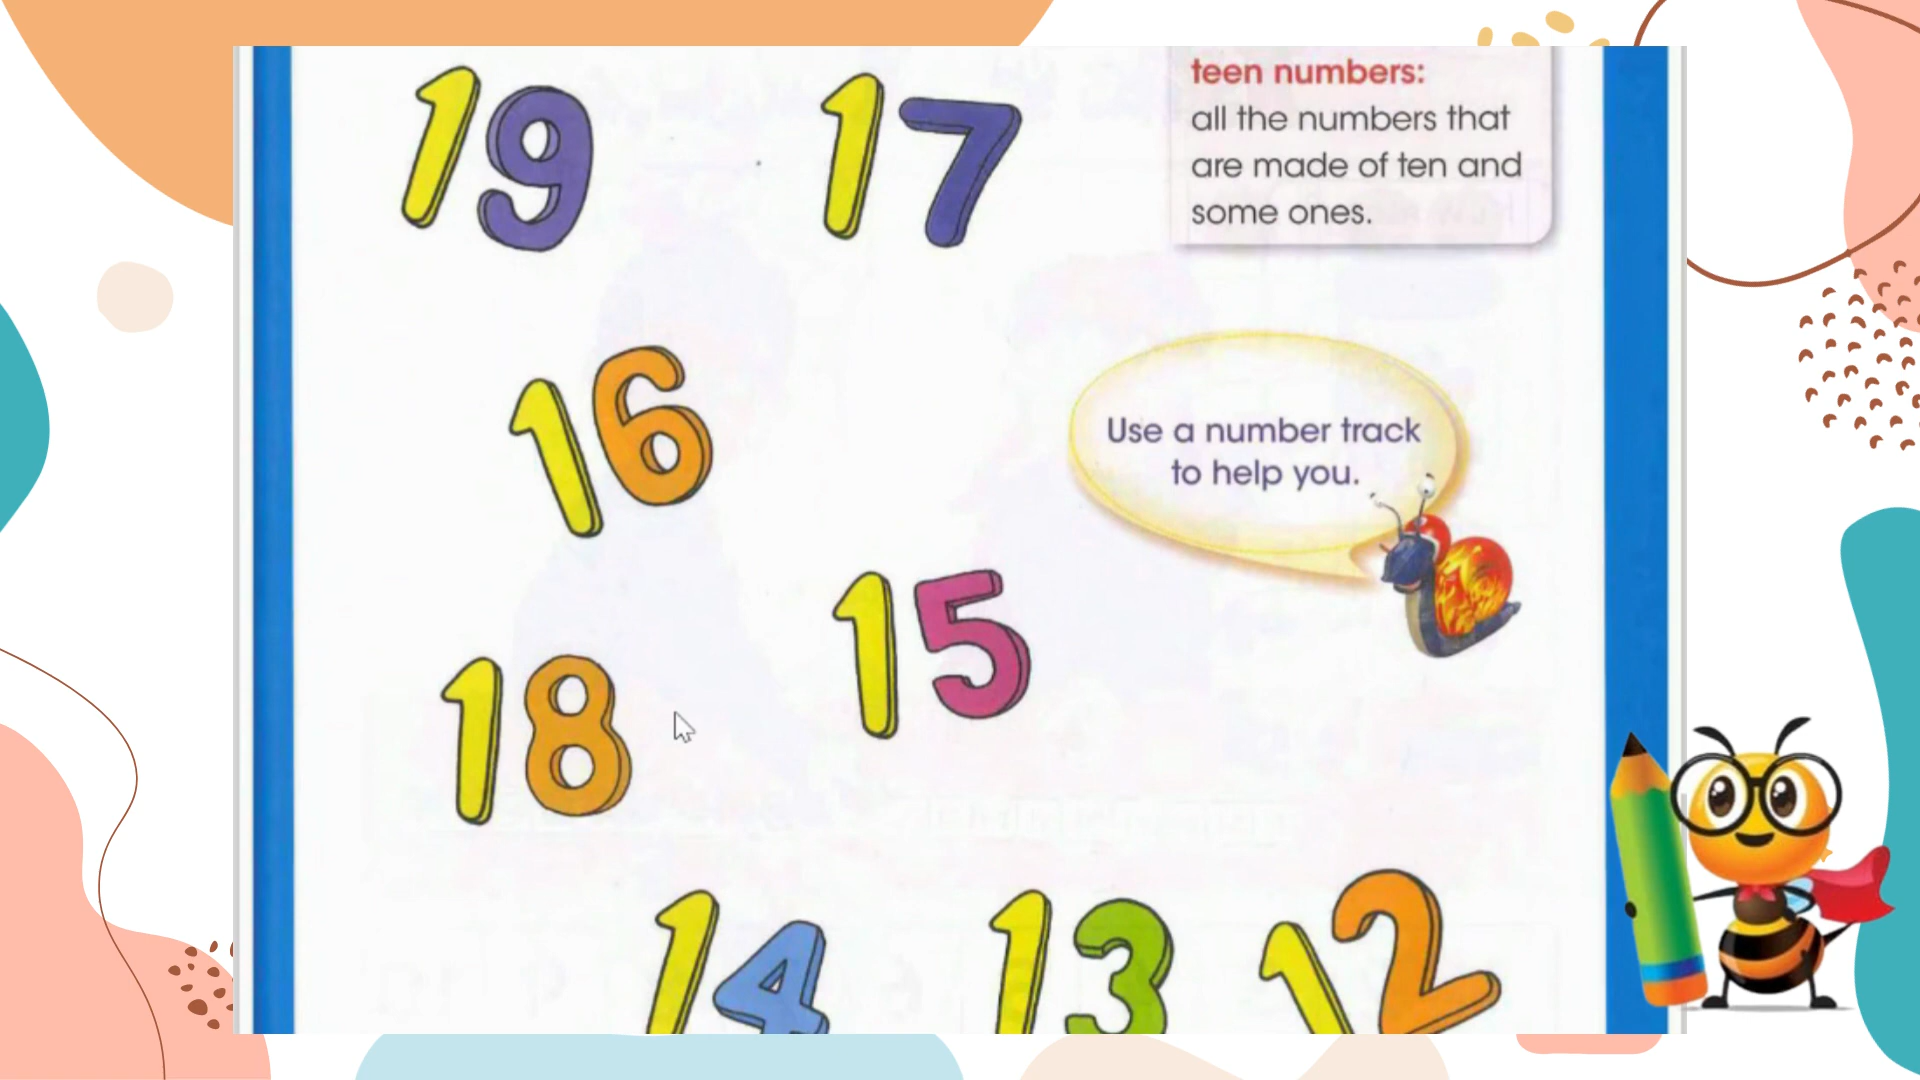 19 17
teen numbers:
all the numbers that
are made of ten and
some ones.
16
Use a number track
to help you.
15
18
14 13 12